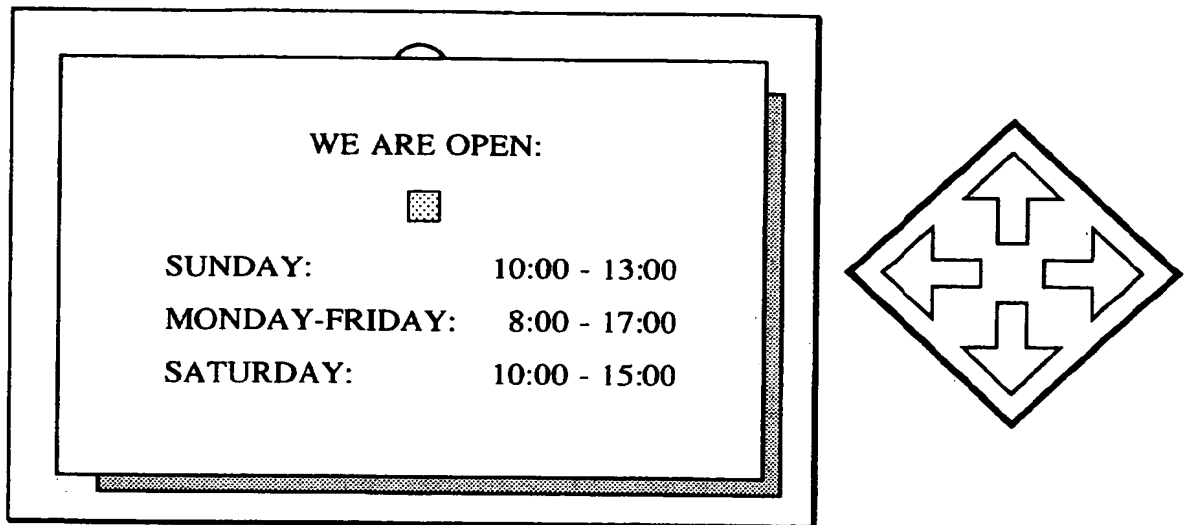 WE ARE OPEN:
SUNDAY: 10:00 - 13:00
MONDAY-FRIDAY: 8:00 - 17:00
SATURDAY: 10:00 - 15:00